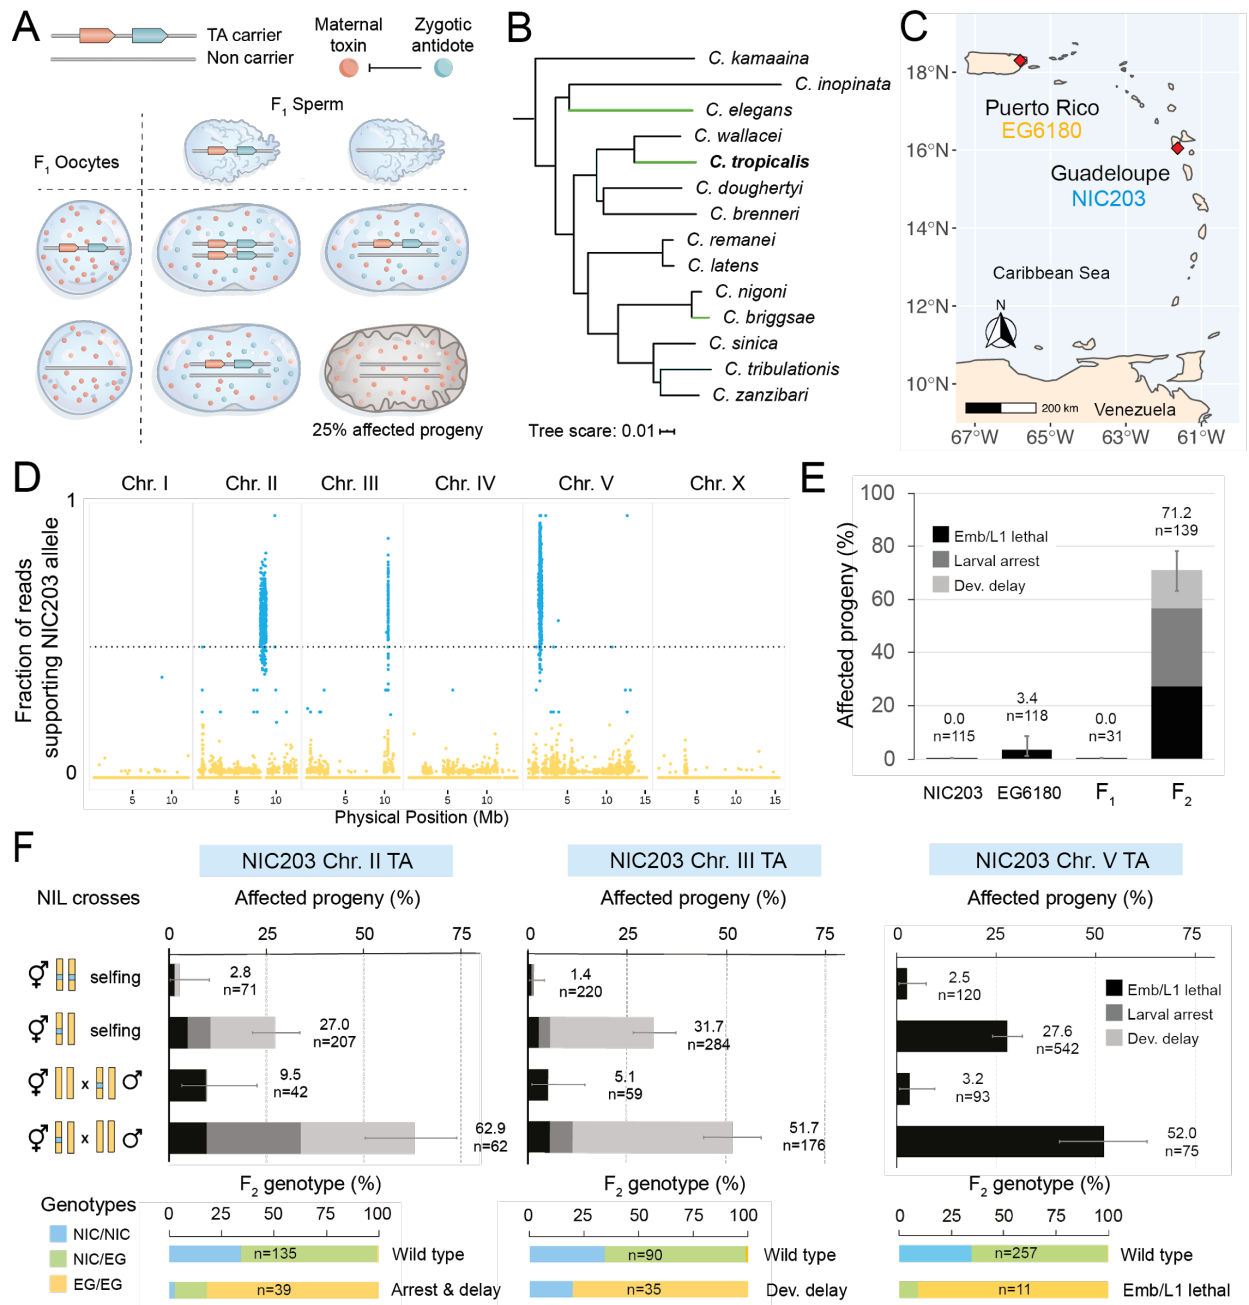 A
TA carrier
Non carrier
Maternal
toxin
Zygotic
antidote
F1 Sperm
F1 Oocytes
25% affected progeny
B
C. kamaaina
C. inopinata
C. elegans
C. wallacei
C. tropicalis
C. doughertyi
C. brenneri
C. remanei
C. latens
C. nigoni
C. briggsae
C. sinica
C. tribulationis
C. zanzibari
Tree scare: 0.01
C
18°N
16°N
14°N
12°N
10°N
Puerto Rico
EG6180
Guadeloupe
NIC203
Caribbean Sea
N
200 km
Venezuela
67°W 65°W 63°W 61°W
D
Chr. I Chr. II Chr. III Chr. IV Chr. V Chr. X
1
0
Fraction of reads
supporting NIC203 allele
5 10 5 10 5 10 5 10 15 5 10 15 5 10 15
Physical Position (Mb)
E
Affected progeny (%)
100
80
60
40
20
0
Emb/L1 lethal
Larval arrest
Dev. delay
0.0
n=115
3.4
n=118
0.0
n=31
71.2
n=139
NIC203 EG6180 F1 F2
F
NIC203 Chr. II TA
NIC203 Chr. III TA
NIC203 Chr. V TA
NIL crosses
Affected progeny (%)
Affected progeny (%)
Affected progeny (%)
0 25 50 75
0 25 50 75
0 25 50 75
selfing
2.8
n=71
1.4
n=220
2.5
n=120
Emb/L1 lethal
Larval arrest
Dev. delay
selfing
27.0
n=207
31.7
n=284
27.6
n=542
x
9.5
n=42
5.1
n=59
3.2
n=93
x
62.9
n=62
51.7
n=176
52.0
n=75
F2 genotype (%)
F2 genotype (%)
F2 genotype (%)
Genotypes
NIC/NIC
NIC/EG
EG/EG
0 25 50 75 100
0 25 50 75 100
0 25 50 75 100
n=135 Wild type
n=90 Wild type
n=257 Wild type
n=39 Arrest & delay
n=35 Dev. delay
n=11 Emb/L1 lethal